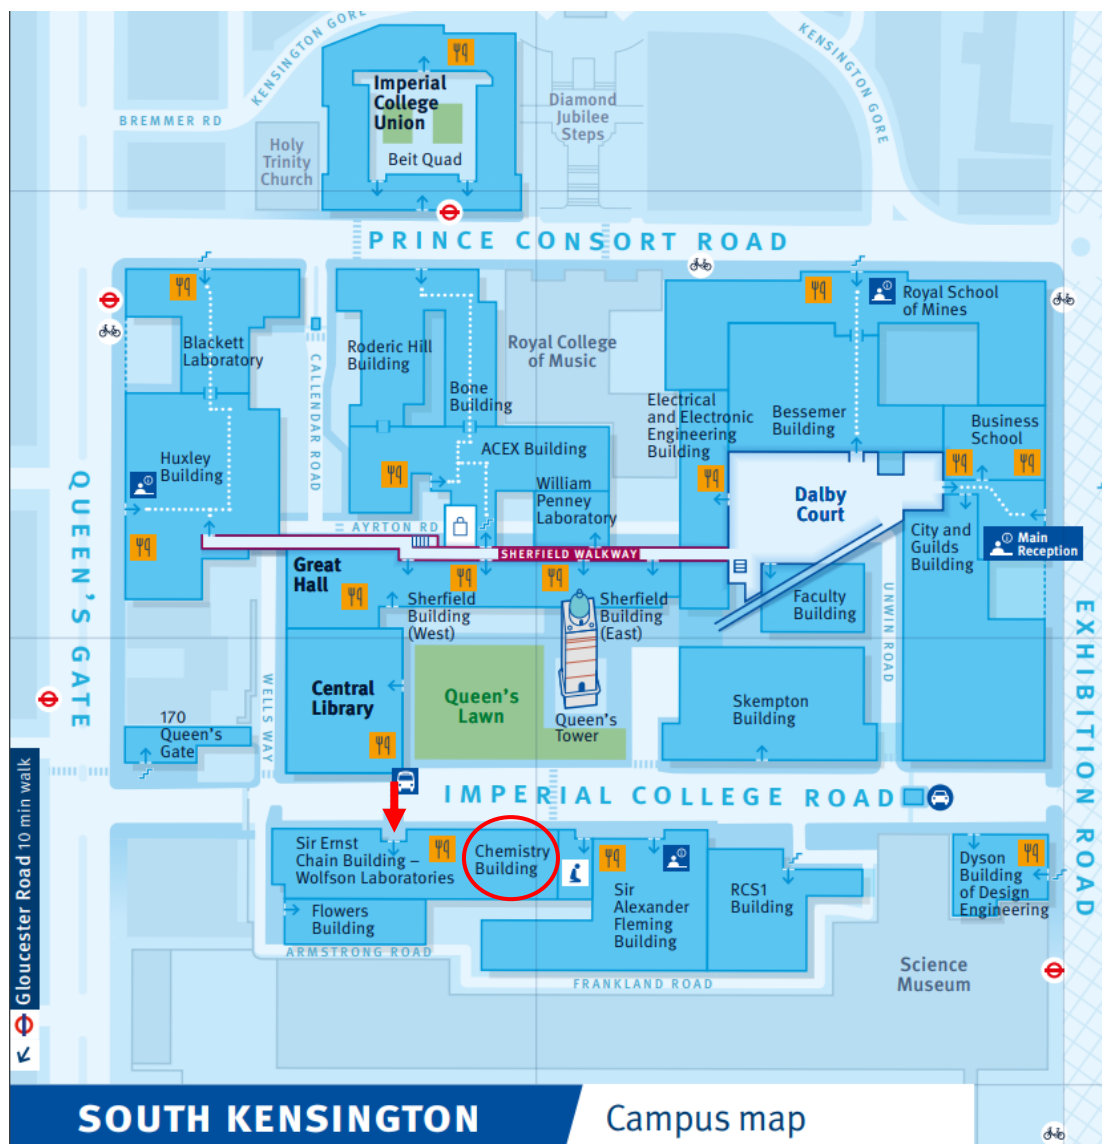 KENSINGTON GORE
KENSINGTON GORE
BREMMER RD
Imperial
College
Union
Beit Quad
Holy
Trinity
Church
Diamond
Jubilee
Steps
PRINCE CONSORT ROAD
Blackett
Laboratory
CALLENDAR ROAD
Roderic Hill
Building
Bone
Building
Royal College
of Music
Royal School
of Mines
Electrical
and Electronic
Engineering
Building
Bessemer
Building
Business
School
Huxley
Building
ACEX Building
William
Penney
Laboratory
Dalby
Court
AYRTON RD
SHERFIELD WALKWAY
City and
Guilds
Building
Main
Reception
QUEEN'S GATE
Great
Hall
Sherfield
Building
(West)
Sherfield
Building
(East)
Faculty
Building
UNWIN ROAD
EXHIBITION ROAD
WELLS WAY
Central
Library
Queen's
Lawn
Queen's
Tower
Skempton
Building
170
Queen's
Gate
IMPERIAL COLLEGE ROAD
Gloucester Road 10 min walk
Sir Ernst
Chain Building –
Wolfson Laboratories
Chemistry
Building
Flowers
Building
Sir
Alexander
Fleming
Building
RCS1
Building
Dyson
Building
of Design
Engineering
ARMSTRONG ROAD
FRANKLAND ROAD
Science
Museum
SOUTH KENSINGTON
Campus map